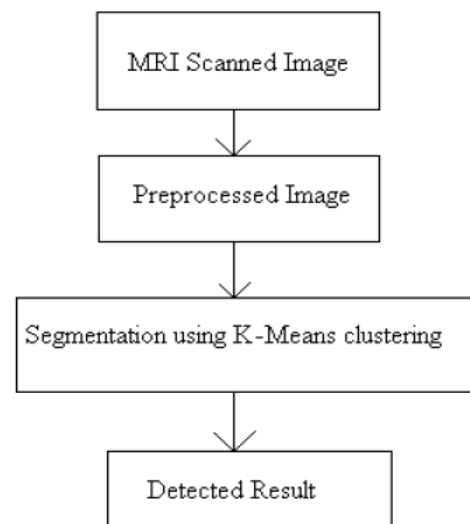 MRI Scanned Image
Preprocessed Image
Segmentation using K-Means clustering
Detected Result